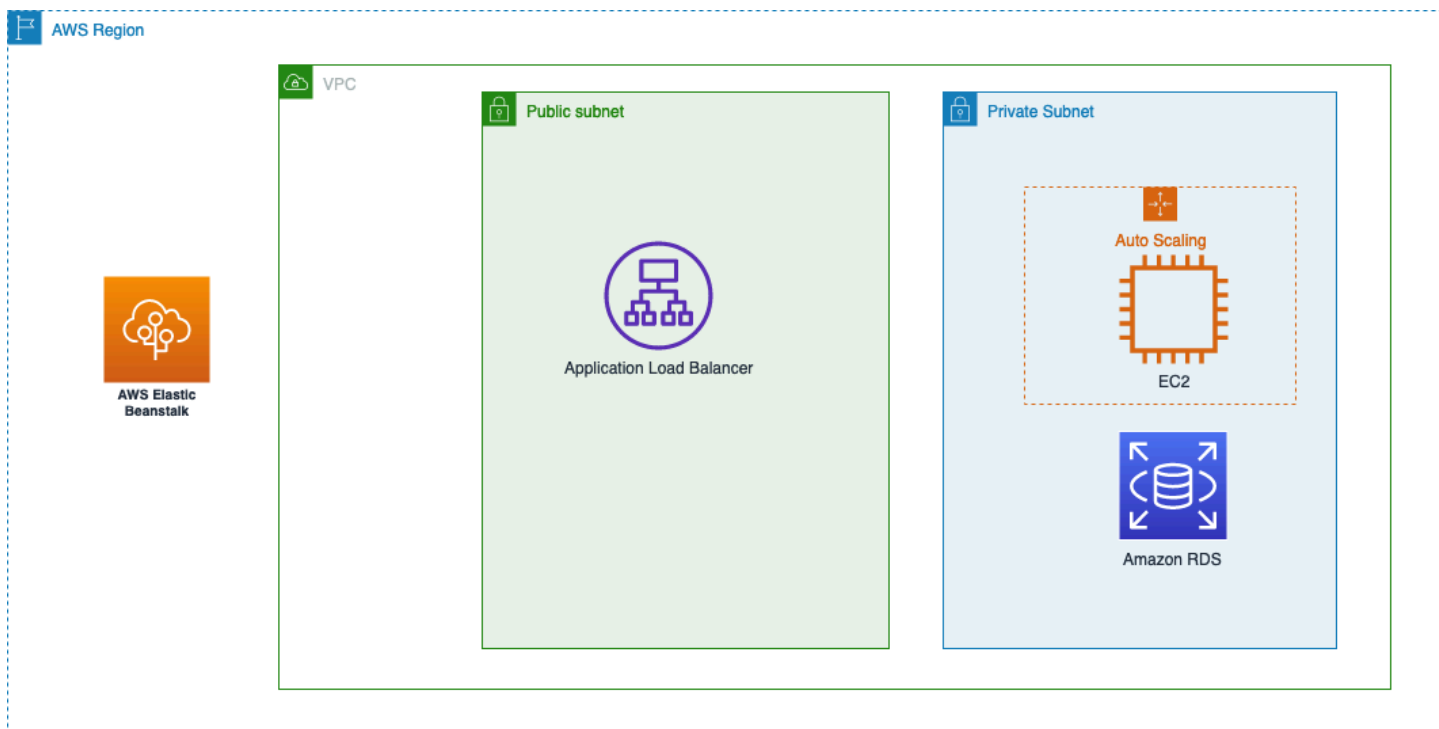 AWS Region
VPC
Public subnet
Private Subnet
Auto Scaling
Application Load Balancer
EC2
AWS Elastic
Beanstalk
Amazon RDS